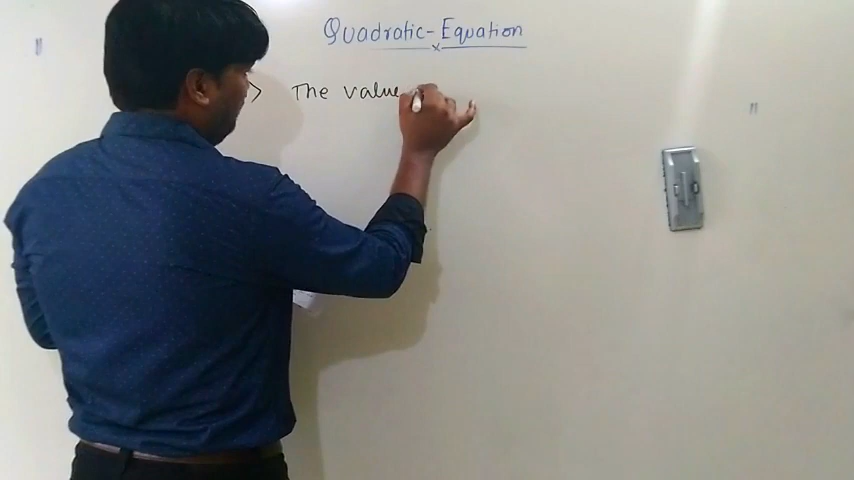 Quadratic-Equation
x
> The value